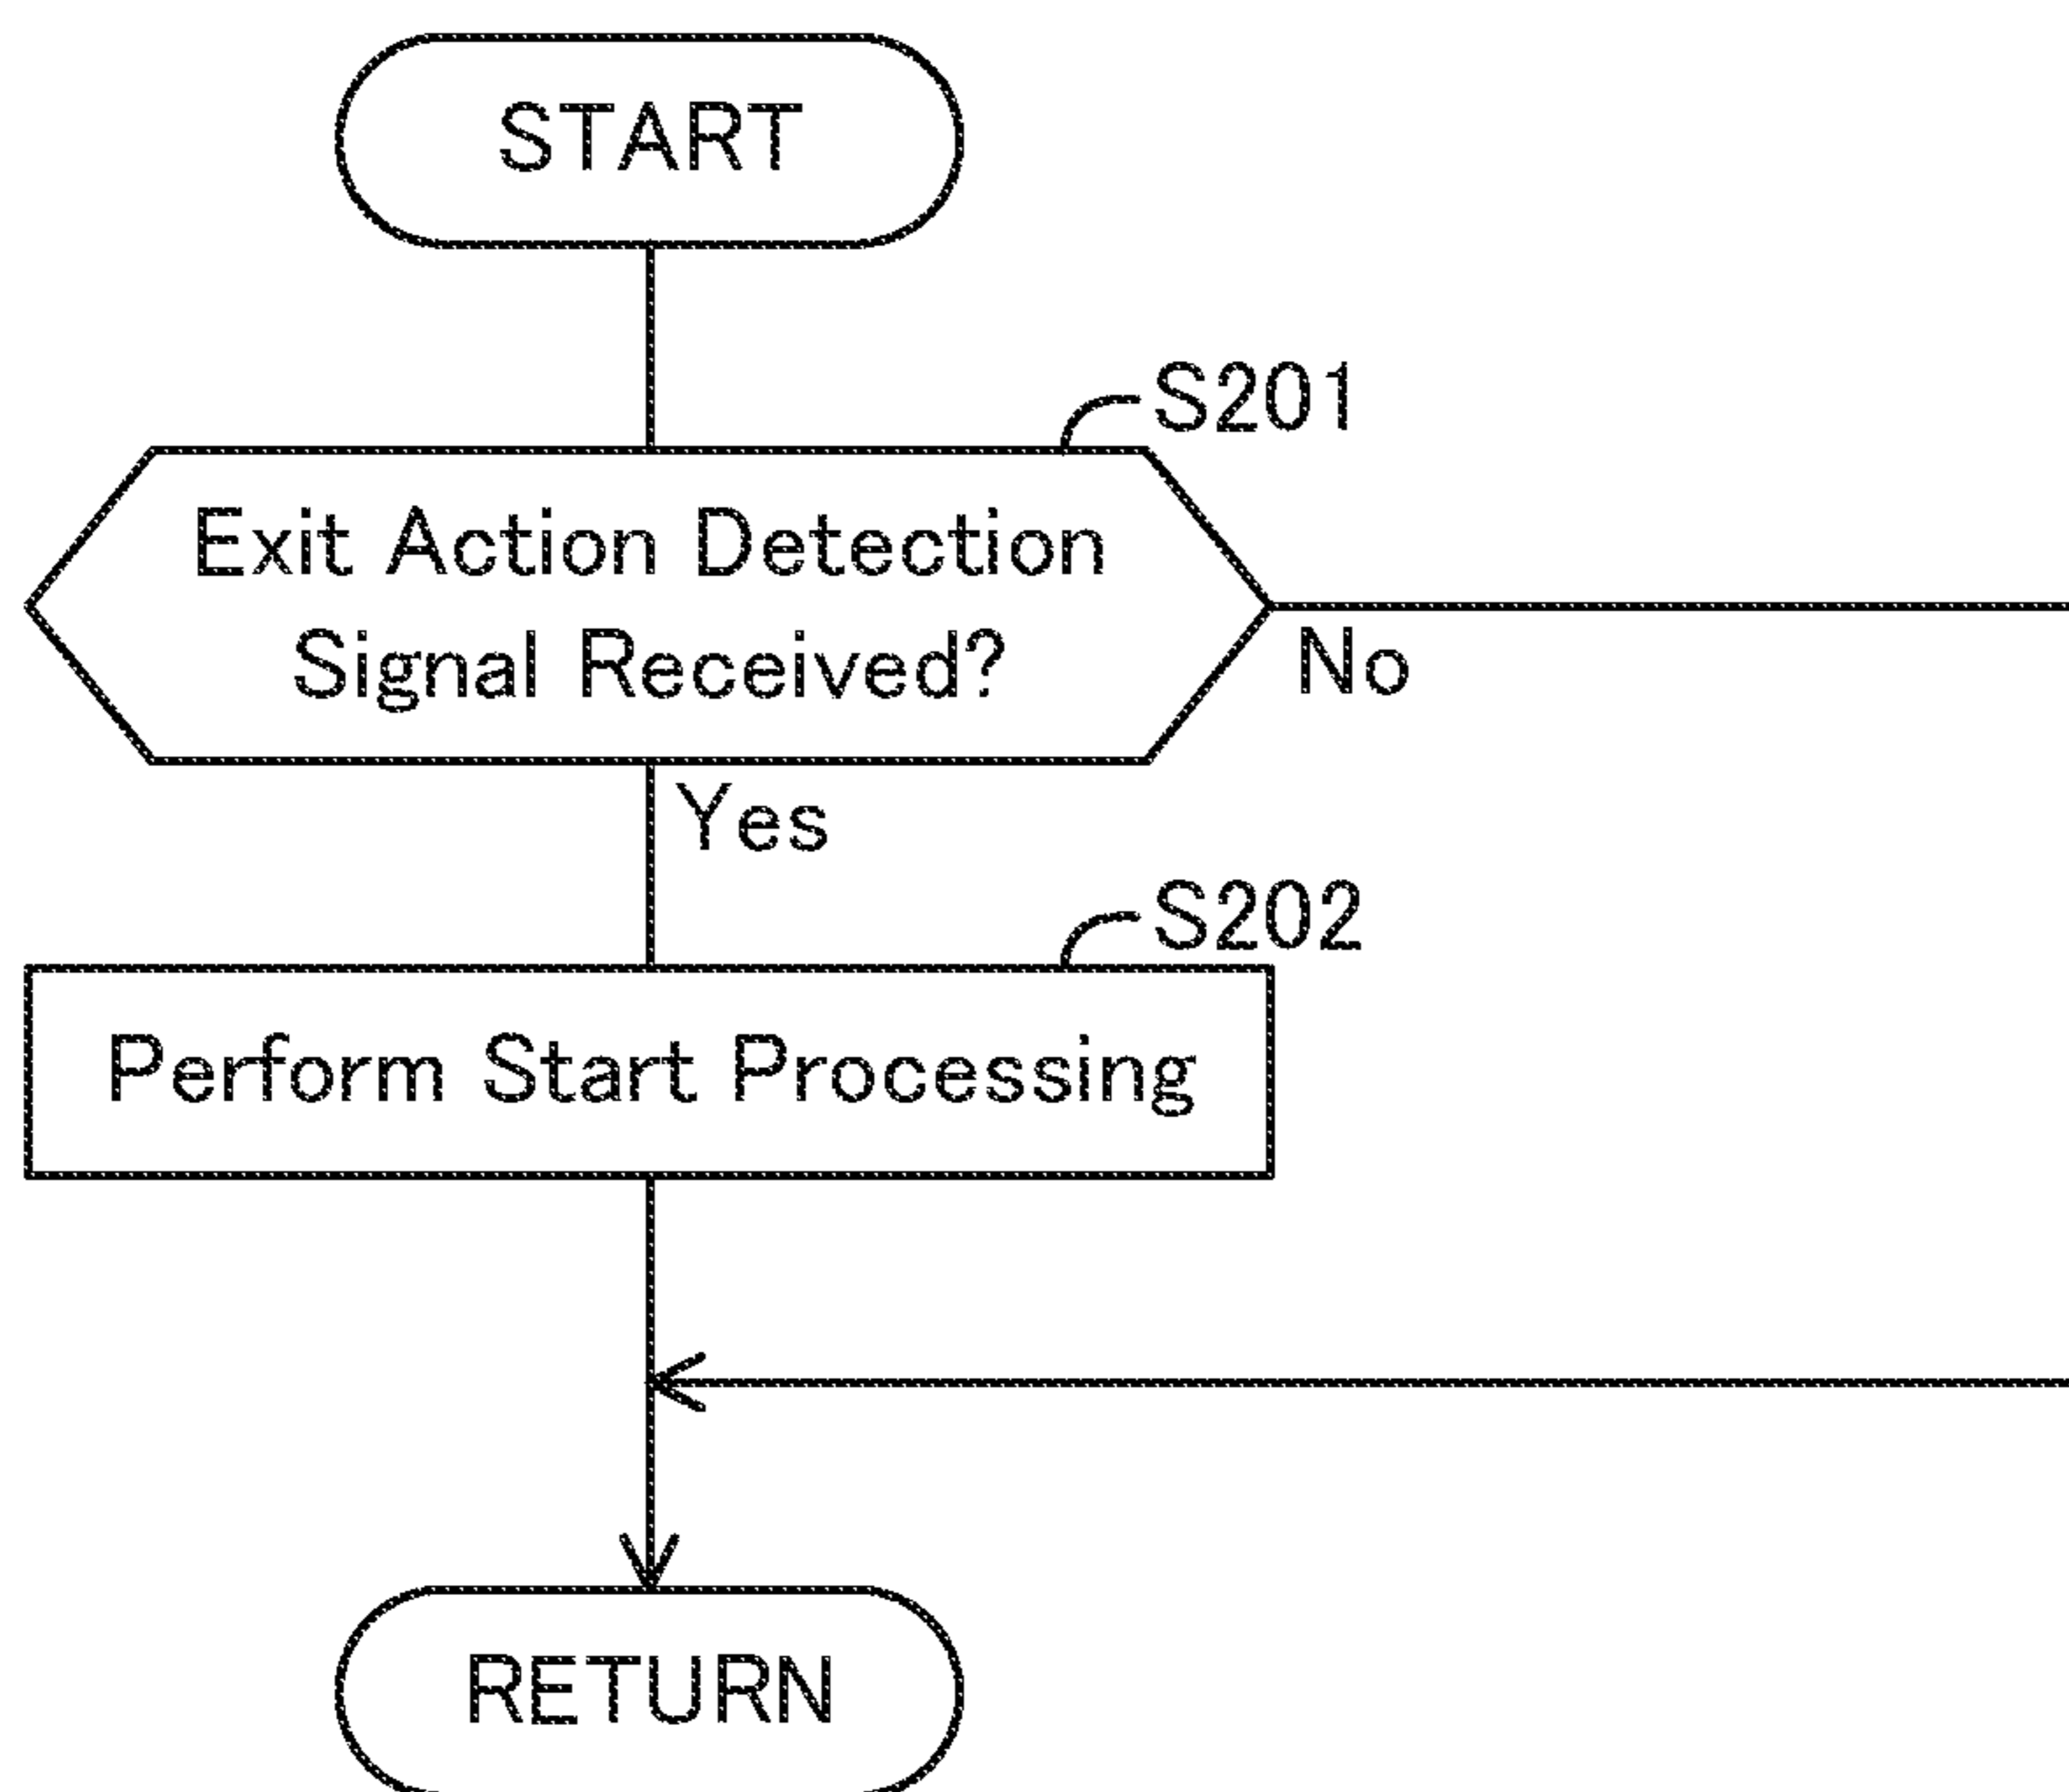 START
S201
Exit Action Detection
Signal Received?
No
Yes
S202
Perform Start Processing
RETURN